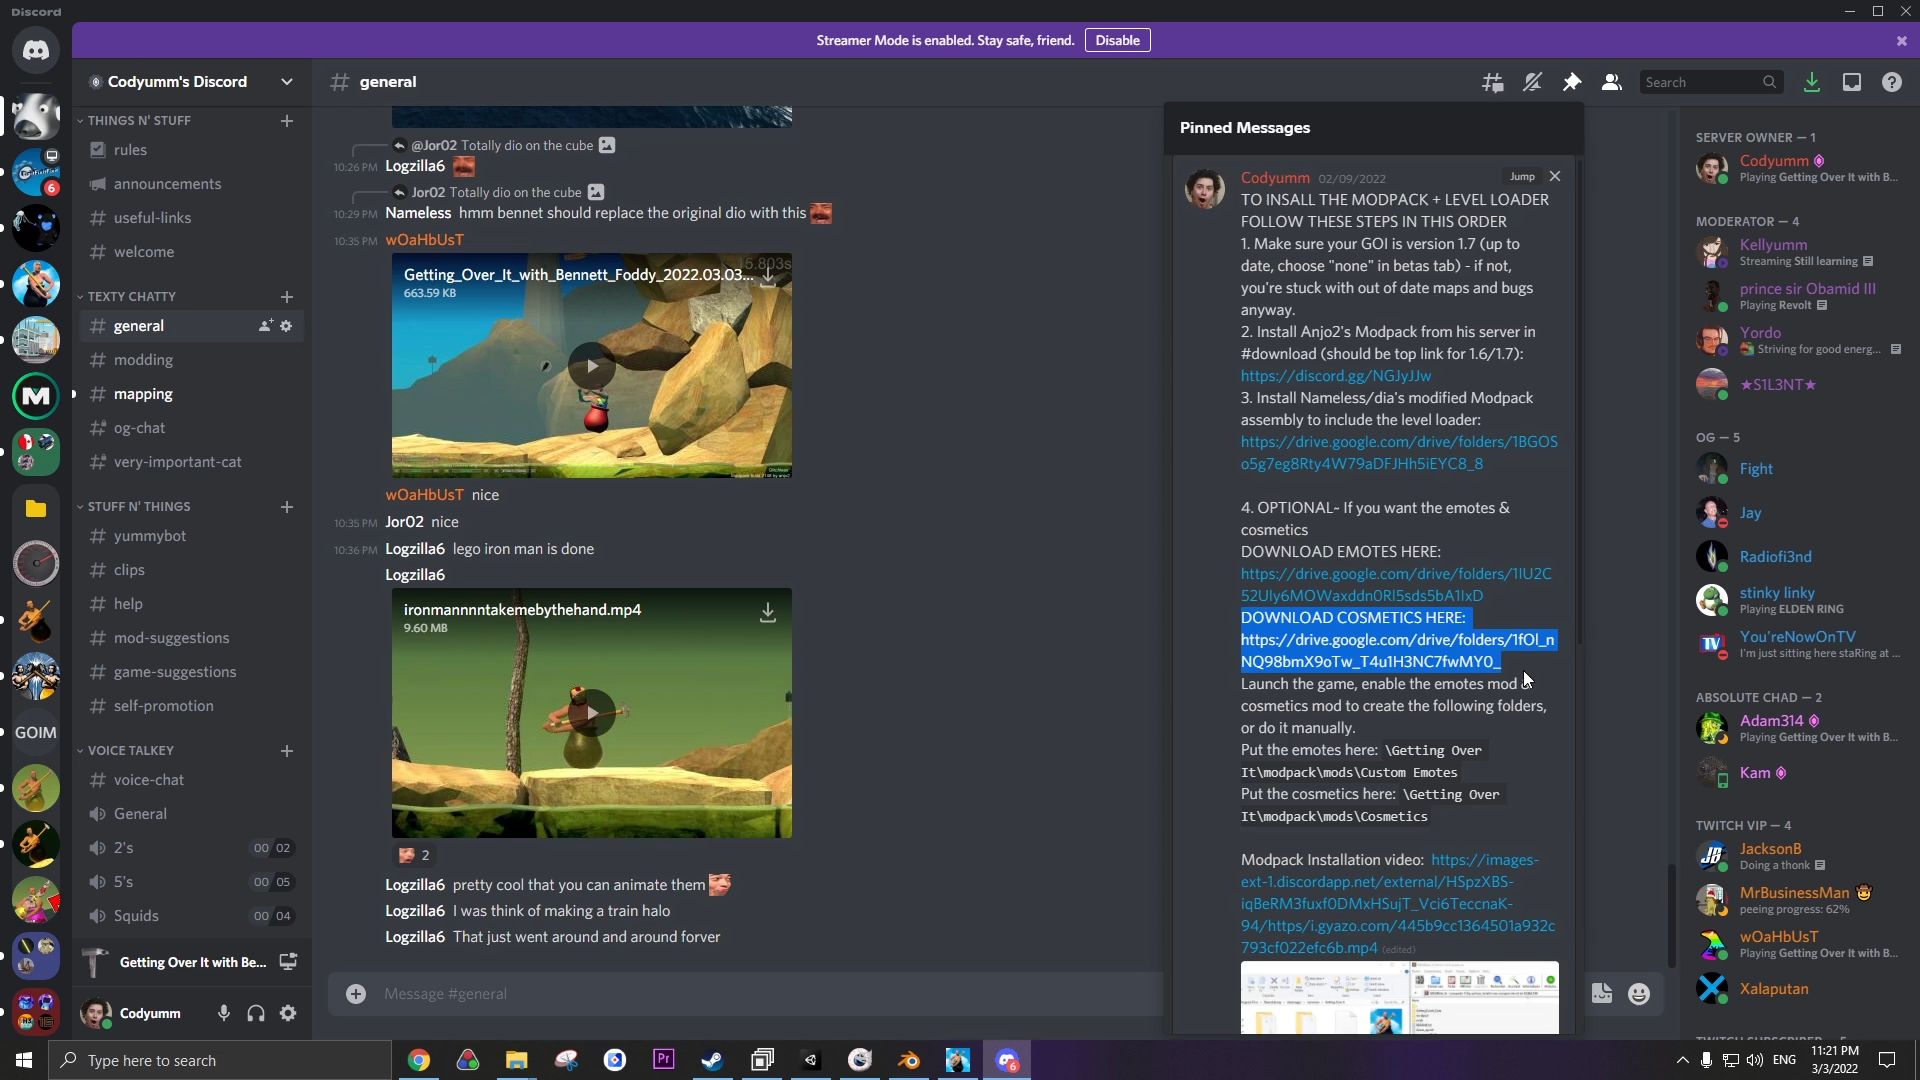 Discord
Streamer Mode is enabled. Stay safe, friend.
Disable
Codyumm's Discord
general
Search
THINGS N' STUFF
rules
announcements
useful-links
welcome
TEXTY CHATTY
general
modding
mapping
og-chat
very-important-cat
STUFF N' THINGS
yummybot
clips
help
mod-suggestions
game-suggestions
self-promotion
VOICE TALKEY
voice-chat
General
2's 00 02
5's 00 05
Squids 00 04
Getting Over It with Be...
Codyumm
6
GOIM
@Jor02 Totally dio on the cube
10:26 PM Logzilla6
Jor02 Totally dio on the cube
10:29 PM Nameless hmm bennet should replace the original dio with this
10:35 PM wOaHbUsT
15.803s
Getting_Over_It_with_Bennett_Foddy_2022.03.03...
663.59 KB
wOaHbUsT nice
10:35 PM Jor02 nice
10:36 PM Logzilla6 lego iron man is done
Logzilla6
ironmannnntakemebythehand.mp4
9.60 MB
2
Logzilla6 pretty cool that you can animate them
Logzilla6 I was think of making a train halo
Logzilla6 That just went around and around forver
Message #general
Pinned Messages
Codyumm 02/09/2022
Jump
TO INSALL THE MODPACK + LEVEL LOADER
FOLLOW THESE STEPS IN THIS ORDER
1. Make sure your GOI is version 1.7 (up to
date, choose "none" in betas tab) - if not,
you're stuck with out of date maps and bugs
anyway.
2. Install Anjo2's Modpack from his server in
#download (should be top link for 1.6/1.7):
https://discord.gg/NGJyJJw
3. Install Nameless/dia's modified Modpack
assembly to include the level loader:
https://drive.google.com/drive/folders/1BGOS
o5g7eg8Rty4W79aDFJHh5iEYC8_8
4. OPTIONAL~ If you want the emotes &
cosmetics
DOWNLOAD EMOTES HERE:
https://drive.google.com/drive/folders/1IU2C
52Uly6MOWaxddn0RI5sds5bA1lxD
DOWNLOAD COSMETICS HERE:
https://drive.google.com/drive/folders/1fOl_n
NQ98bmX9oTw_T4u1H3NC7fwMY0_
Launch the game, enable the emotes mod
cosmetics mod to create the following folders,
or do it manually.
Put the emotes here: \Getting Over
It\modpack\mods\Custom Emotes
Put the cosmetics here: \Getting Over
It\modpack\mods\Cosmetics
Modpack Installation video: https://images-
ext-1.discordapp.net/external/HSpzXBS-
iqBeRM3fuxf0DMxHSujT_Vci6TeccnaK-
94/https/i.gyazo.com/445b9cc1364501a932c
793cf022efc6b.mp4 (edited)
SERVER OWNER — 1
Codyumm
Playing Getting Over It with B...
MODERATOR — 4
Kellyumm
Streaming Still learning
prince sir Obamid III
Playing Revolt
Yordo
Striving for good energ...
★S1L3NT★
OG — 5
Fight
Jay
Radiofi3nd
stinky linky
Playing ELDEN RING
You'reNowOnTV
I'm just sitting here staRing at ...
ABSOLUTE CHAD — 2
Adam314
Playing Getting Over It with B...
Kam
TWITCH VIP — 4
JacksonB
Doing a thonk
MrBusinessMan
peeing progress: 62%
wOaHbUsT
Playing Getting Over It with B...
Xalaputan
Type here to search
Pr
6
ENG
11:21 PM
3/3/2022